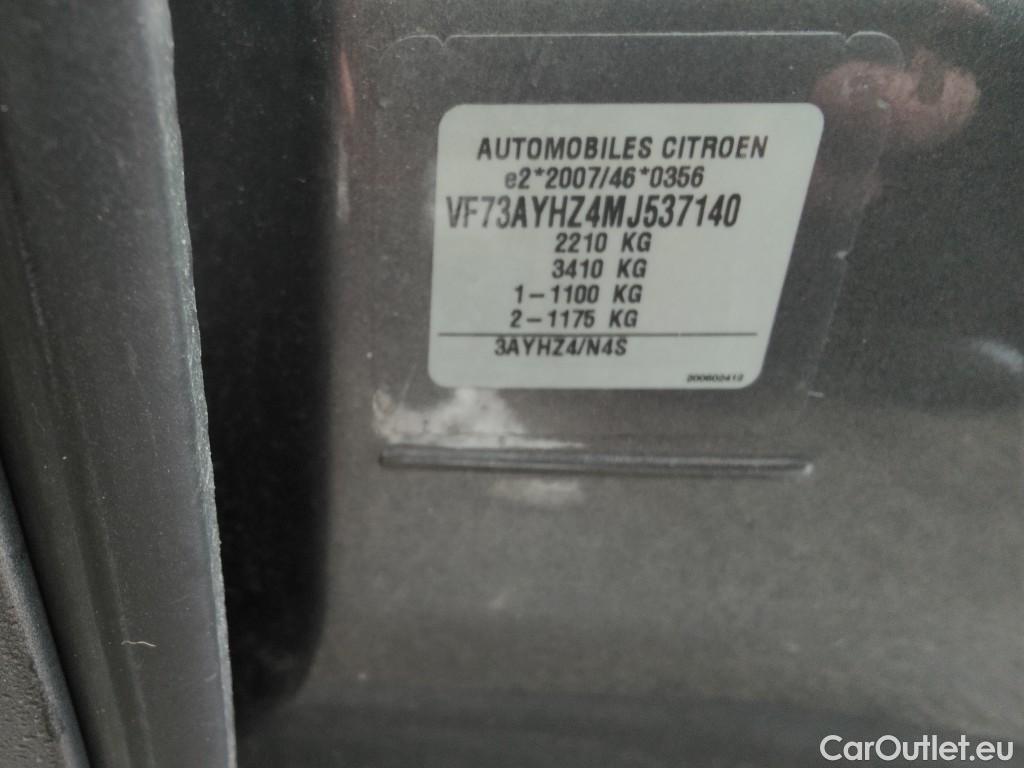 AUTOMOBILES CITROEN
e2*2007/46*0356
VF73AYHZ4MJ537140
2210 KG
3410 KG
1-1100 KG
2-1175 KG
3AYHZ4/N4S
200602412
CarOutlet.eu